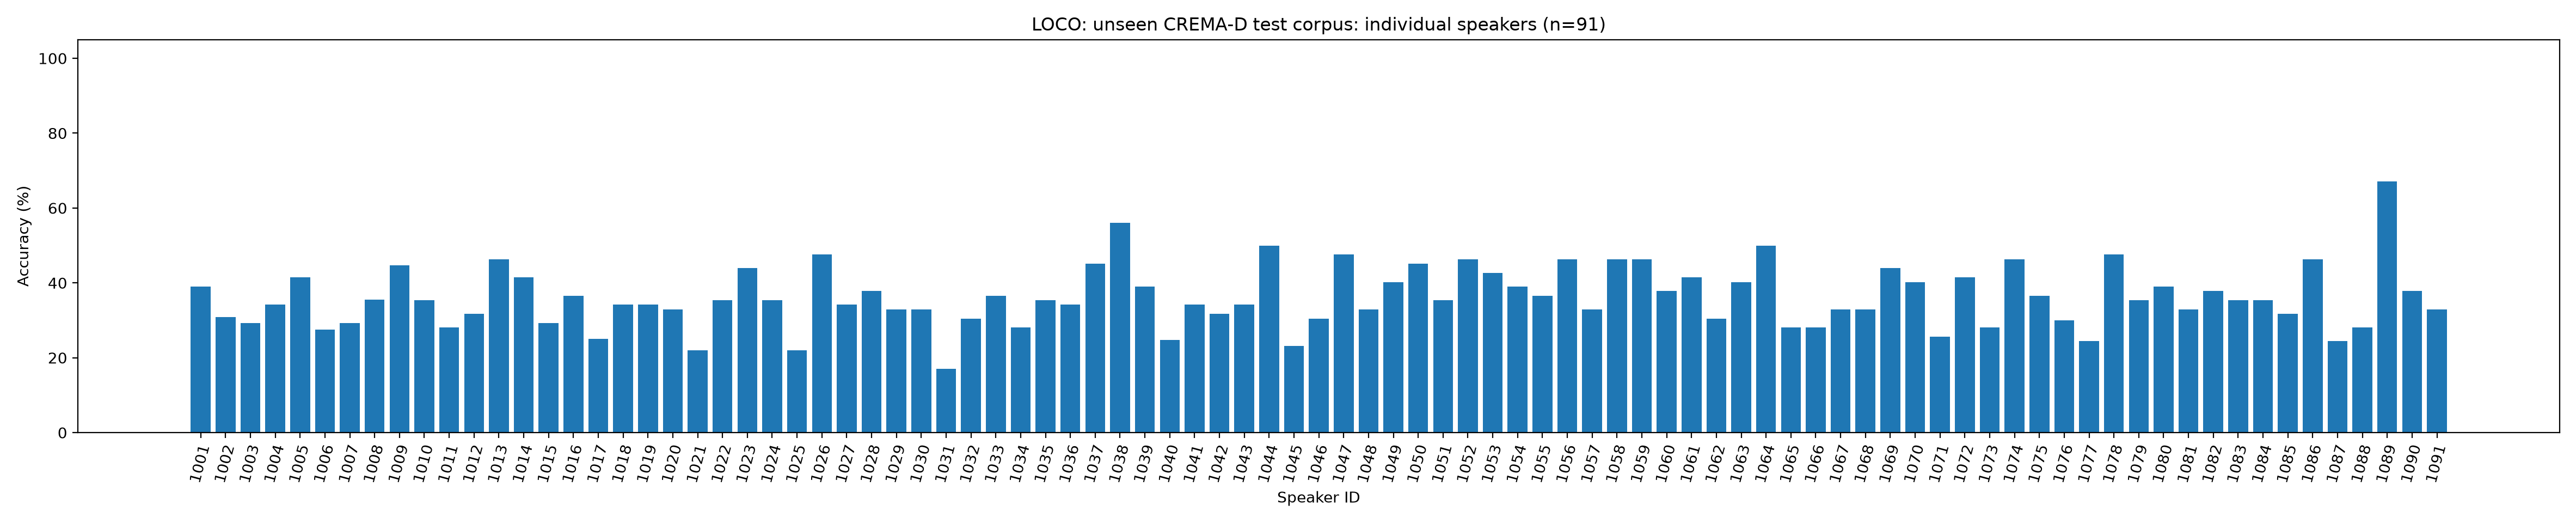 LOCO: unseen CREMA-D test corpus: individual speakers (n=91)
100
80
60
40
20
0
Accuracy (%)
1001 1002 1003 1004 1005 1006 1007 1008 1009 1010 1011 1012 1013 1014 1015 1016 1017 1018 1019 1020 1021 1022 1023 1024 1025 1026 1027 1028 1029 1030 1031 1032 1033 1034 1035 1036 1037 1038 1039 1040 1041 1042 1043 1044 1045 1046 1047 1048 1049 1050 1051 1052 1053 1054 1055 1056 1057 1058 1059 1060 1061 1062 1063 1064 1065 1066 1067 1068 1069 1070 1071 1072 1073 1074 1075 1076 1077 1078 1079 1080 1081 1082 1083 1084 1085 1086 1087 1088 1089 1090 1091
Speaker ID